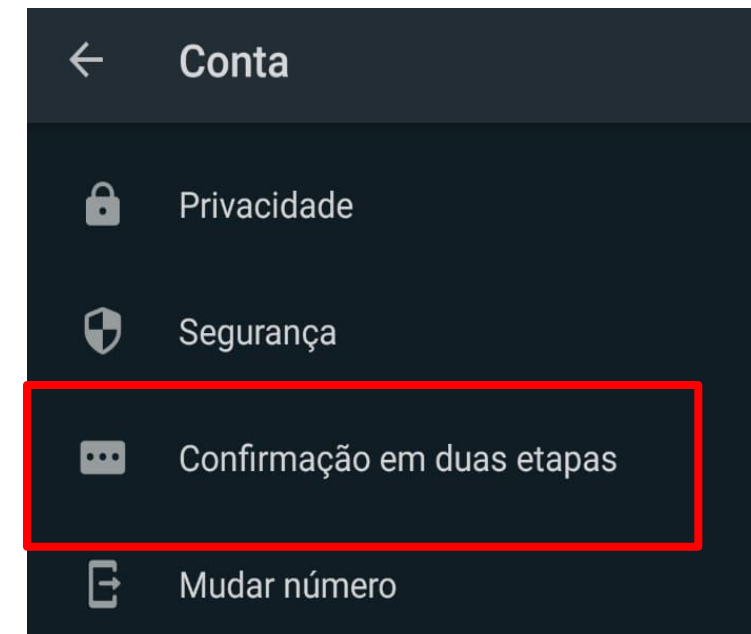 Conta
Privacidade
Segurança
Confirmação em duas etapas
Mudar número